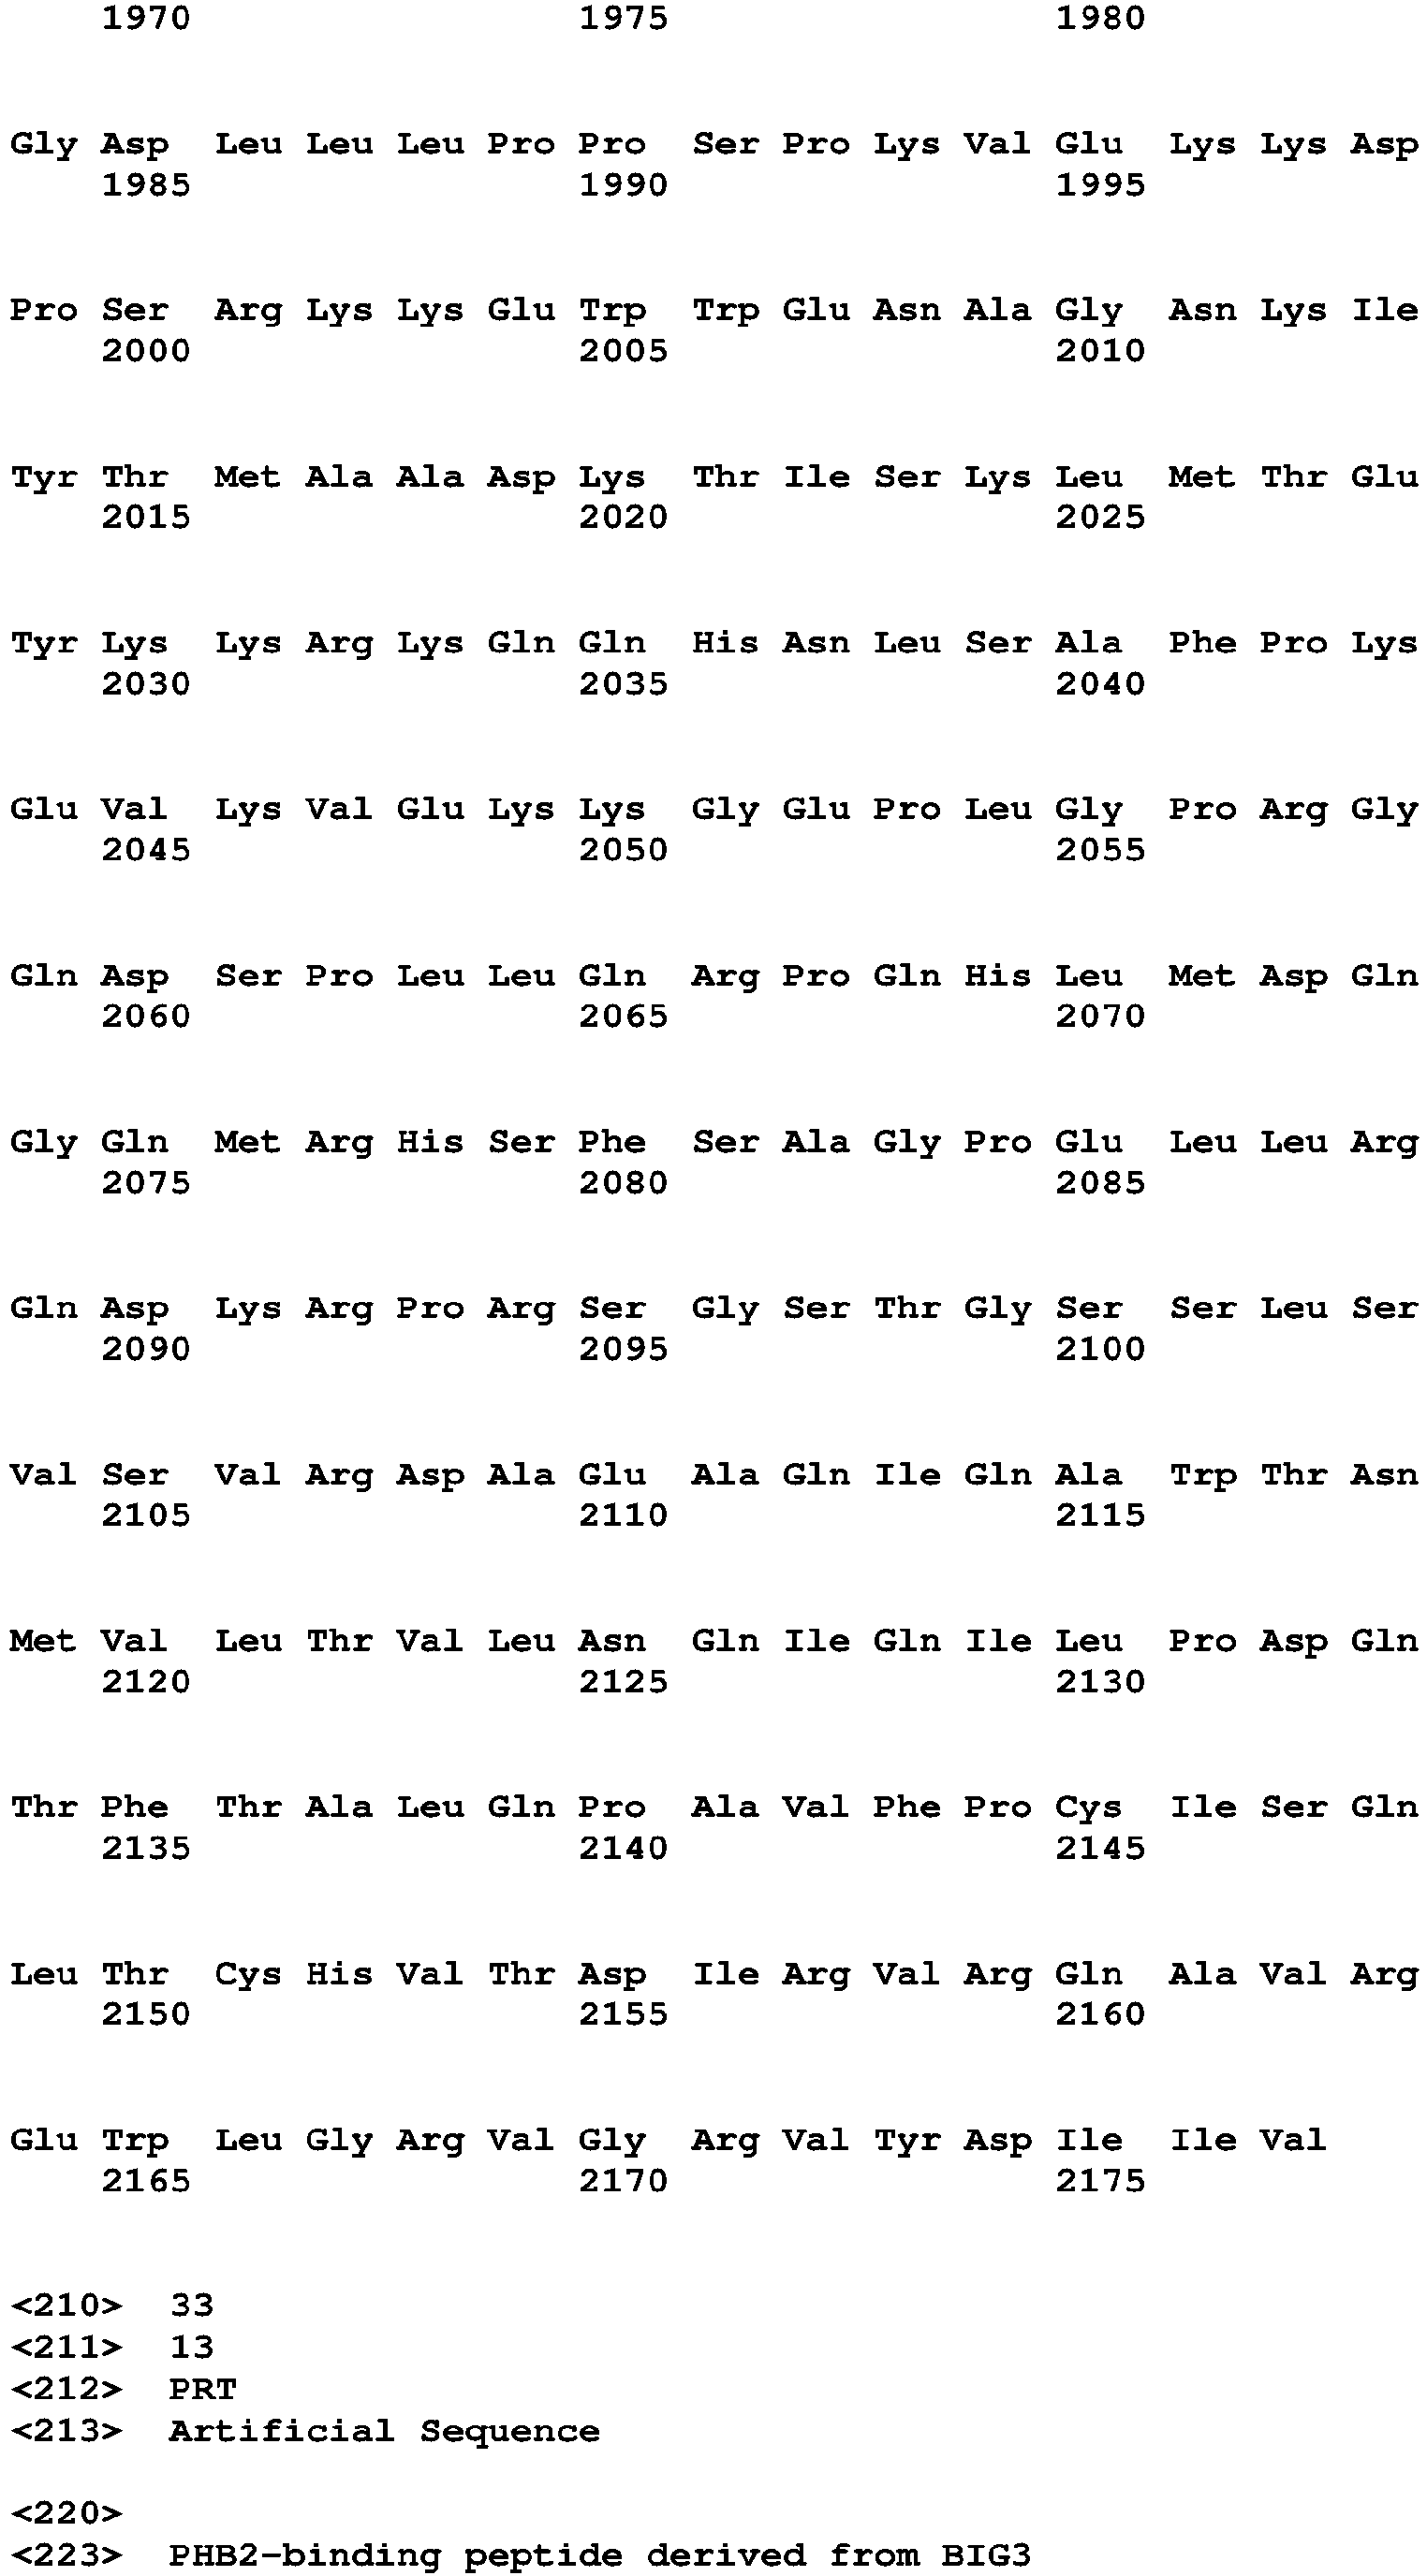 1970 1975 1980
Gly Asp Leu Leu Leu Pro Pro Ser Pro Lys Val Glu Lys Lys Asp
1985 1990 1995
Pro Ser Arg Lys Lys Glu Trp Trp Glu Asn Ala Gly Asn Lys Ile
2000 2005 2010
Tyr Thr Met Ala Ala Asp Lys Thr Ile Ser Lys Leu Met Thr Glu
2015 2020 2025
Tyr Lys Lys Arg Lys Gln Gln His Asn Leu Ser Ala Phe Pro Lys
2030 2035 2040
Glu Val Lys Val Glu Lys Lys Gly Glu Pro Leu Gly Pro Arg Gly
2045 2050 2055
Gln Asp Ser Pro Leu Leu Gln Arg Pro Gln His Leu Met Asp Gln
2060 2065 2070
Gly Gln Met Arg His Ser Phe Ser Ala Gly Pro Glu Leu Leu Arg
2075 2080 2085
Gln Asp Lys Arg Pro Arg Ser Gly Ser Thr Gly Ser Ser Leu Ser
2090 2095 2100
Val Ser Val Arg Asp Ala Glu Ala Gln Ile Gln Ala Trp Thr Asn
2105 2110 2115
Met Val Leu Thr Val Leu Asn Gln Ile Gln Ile Leu Pro Asp Gln
2120 2125 2130
Thr Phe Thr Ala Leu Gln Pro Ala Val Phe Pro Cys Ile Ser Gln
2135 2140 2145
Leu Thr Cys His Val Thr Asp Ile Arg Val Arg Gln Ala Val Arg
2150 2155 2160
Glu Trp Leu Gly Arg Val Gly Arg Val Tyr Asp Ile Ile Val
2165 2170 2175
<210> 33
<211> 13
<212> PRT
<213> Artificial Sequence
<220>
<223> PHB2-binding peptide derived from BIG3